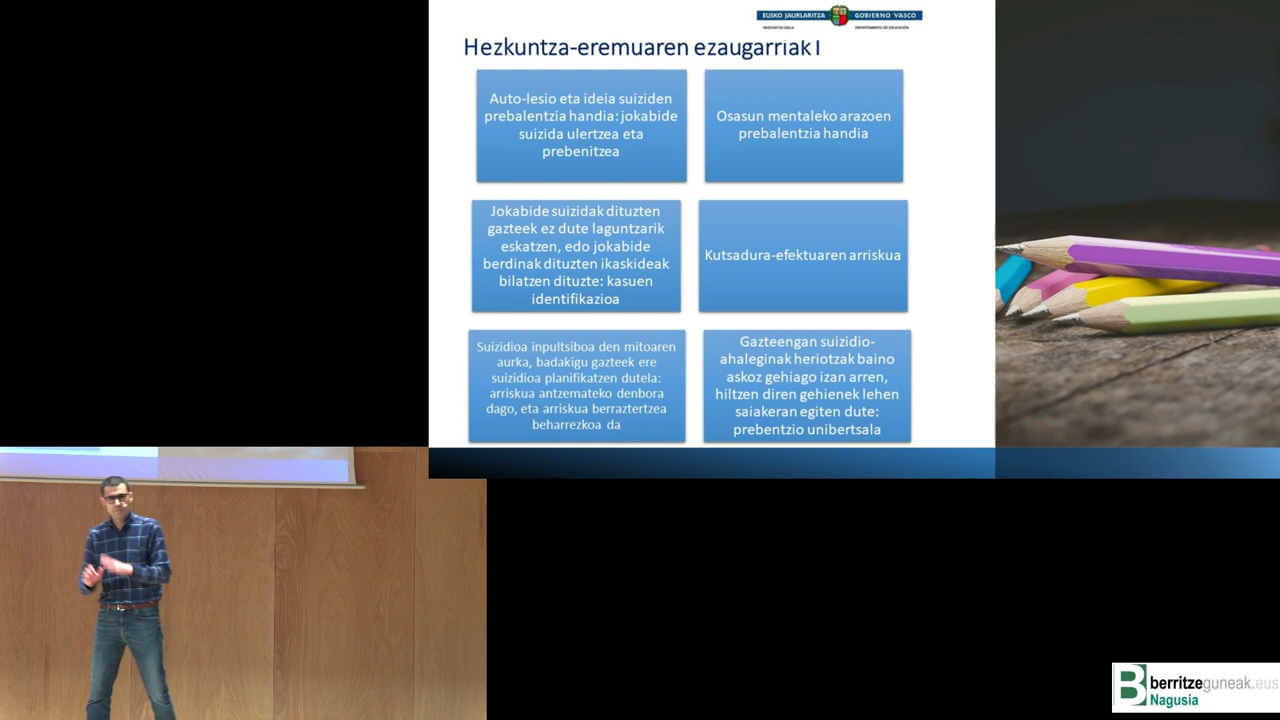 EUSKO JAURLARITZA GOBIERNO VASCO
HEZKUNTZA SAILA DEPARTAMENTO DE EDUCACIÓN
Hezkuntza-eremuaren ezaugarriak I
Auto-lesio eta ideia suiziden
prebalentzia handia: jokabide
suizida ulertzea eta
prebenitzea
Osasun mentaleko arazoen
prebalentzia handia
Jokabide suizidak dituzten
gazteek ez dute laguntzarik
eskatzen, edo jokabide
berdinak dituzten ikaskideak
bilatzen dituzte: kasuen
identifikazioa
Kutsadura-efektuaren arriskua
Suizidioa inpultsiboa den mitoaren
aurka, badakigu gazteek ere
suizidioa planifikatzen dutela:
arriskua antzemateko denbora
dago, eta arriskua berraztertzea
beharrezkoa da
Gazteengan suizidio-
ahaleginak heriotzak baino
askoz gehiago izan arren,
hiltzen diren gehienek lehen
saiakeran egiten dute:
prebentzio unibertsala
B berritzeguneak.eus
Nagusia